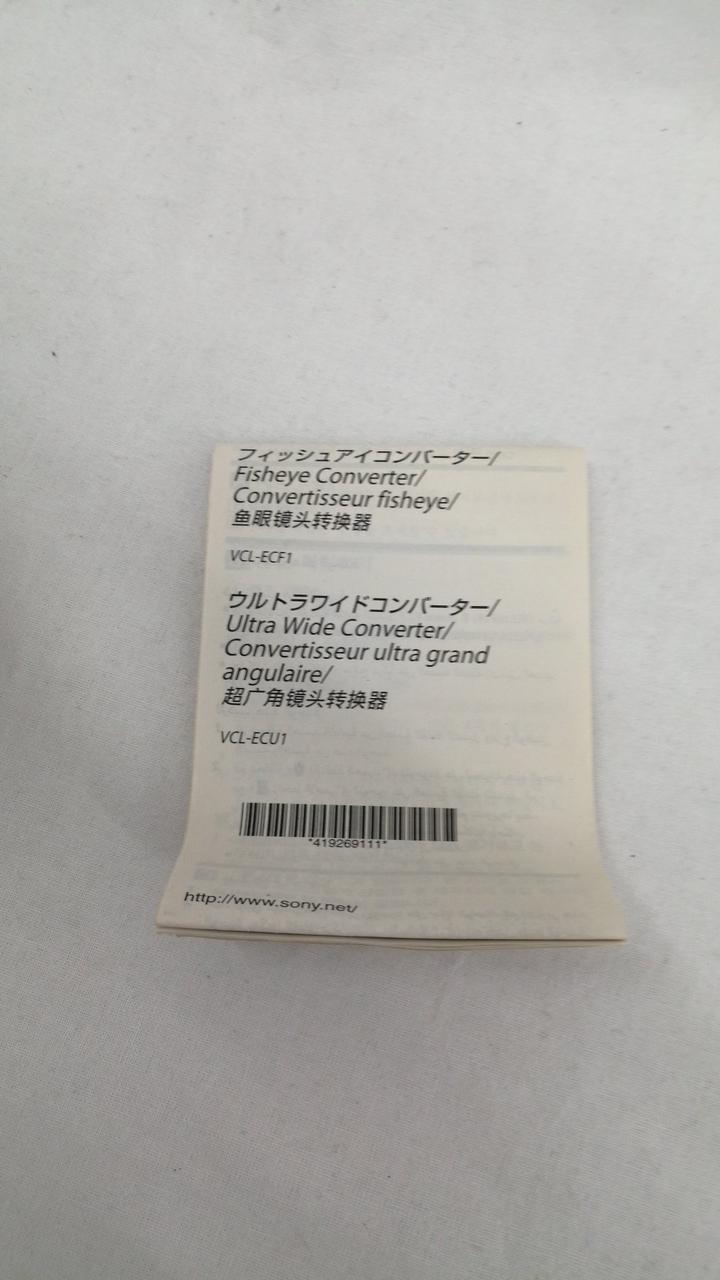 フィッシュアイコンバーター/
Fisheye Converter/
Convertisseur fisheye/
鱼眼镜头转换器
VCL-ECF1
ウルトラワイドコンバーター/
Ultra Wide Converter/
Convertisseur ultra grand
angulaire/
超广角镜头转换器
VCL-ECU1
*419269111*
http://www.sony.net/